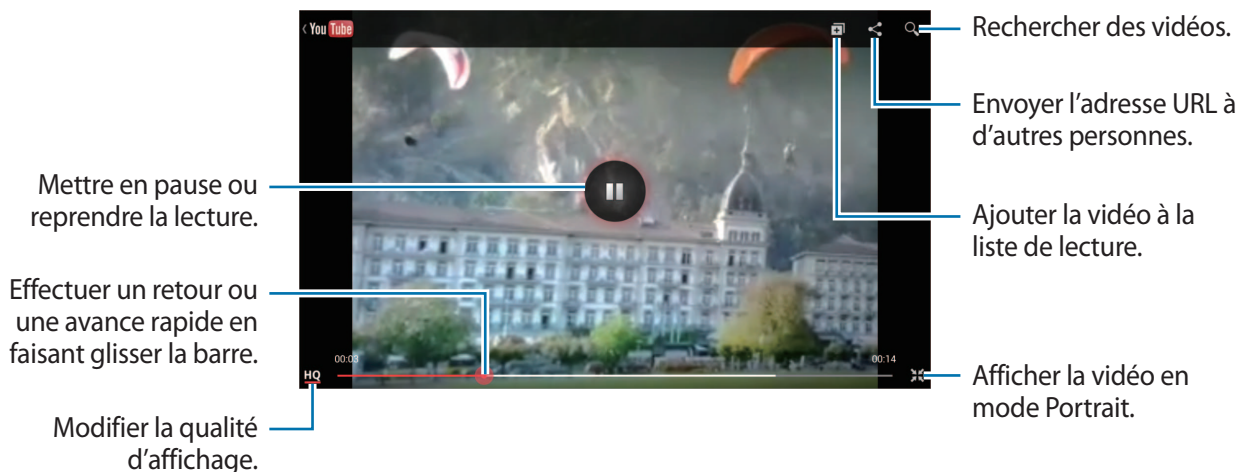 You Tube
Rechercher des vidéos.
Envoyer l’adresse URL à
d’autres personnes.
Mettre en pause ou
reprendre la lecture.
Ajouter la vidéo à la
liste de lecture.
Effectuer un retour ou
une avance rapide en
faisant glisser la barre.
00:03
00:14
HQ
Afficher la vidéo en
mode Portrait.
Modifier la qualité
d’affichage.